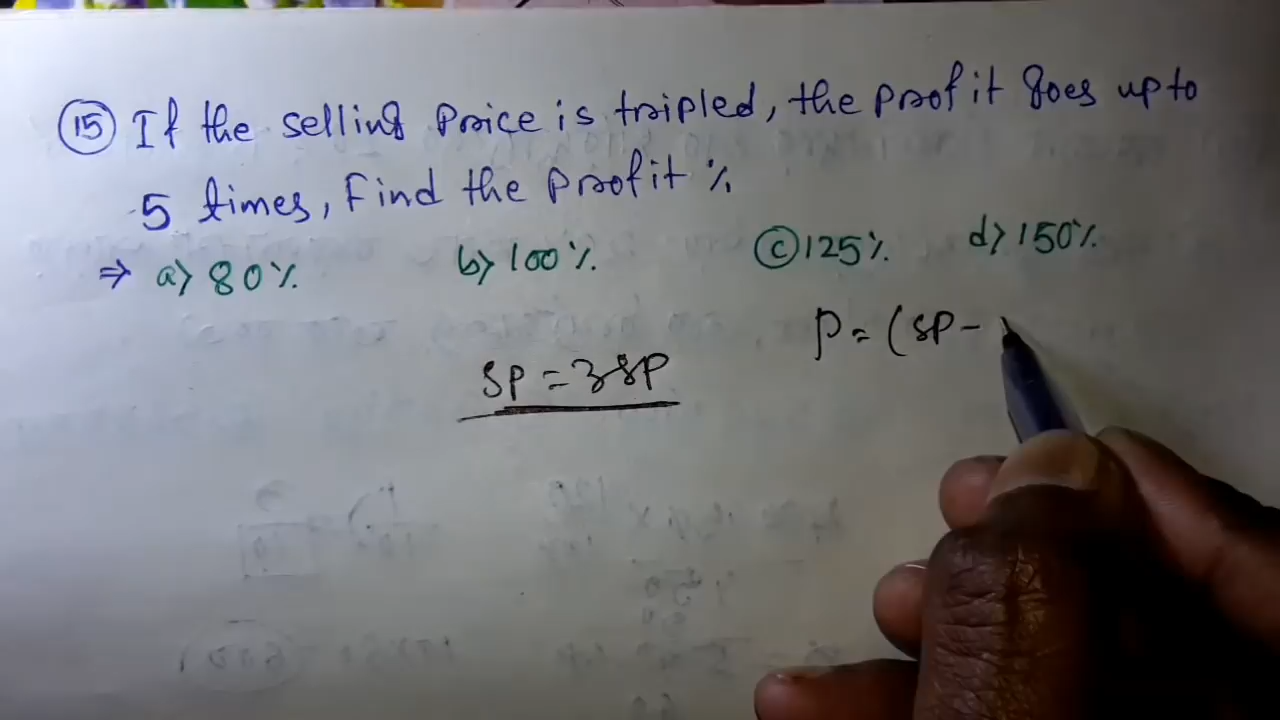 15 If the selling Price is tripled, the profit goes up to
5 times, Find the Profit %
⇒ a) 80% b) 100% c) 125% d) 150%
P = (SP -
SP = 3SP